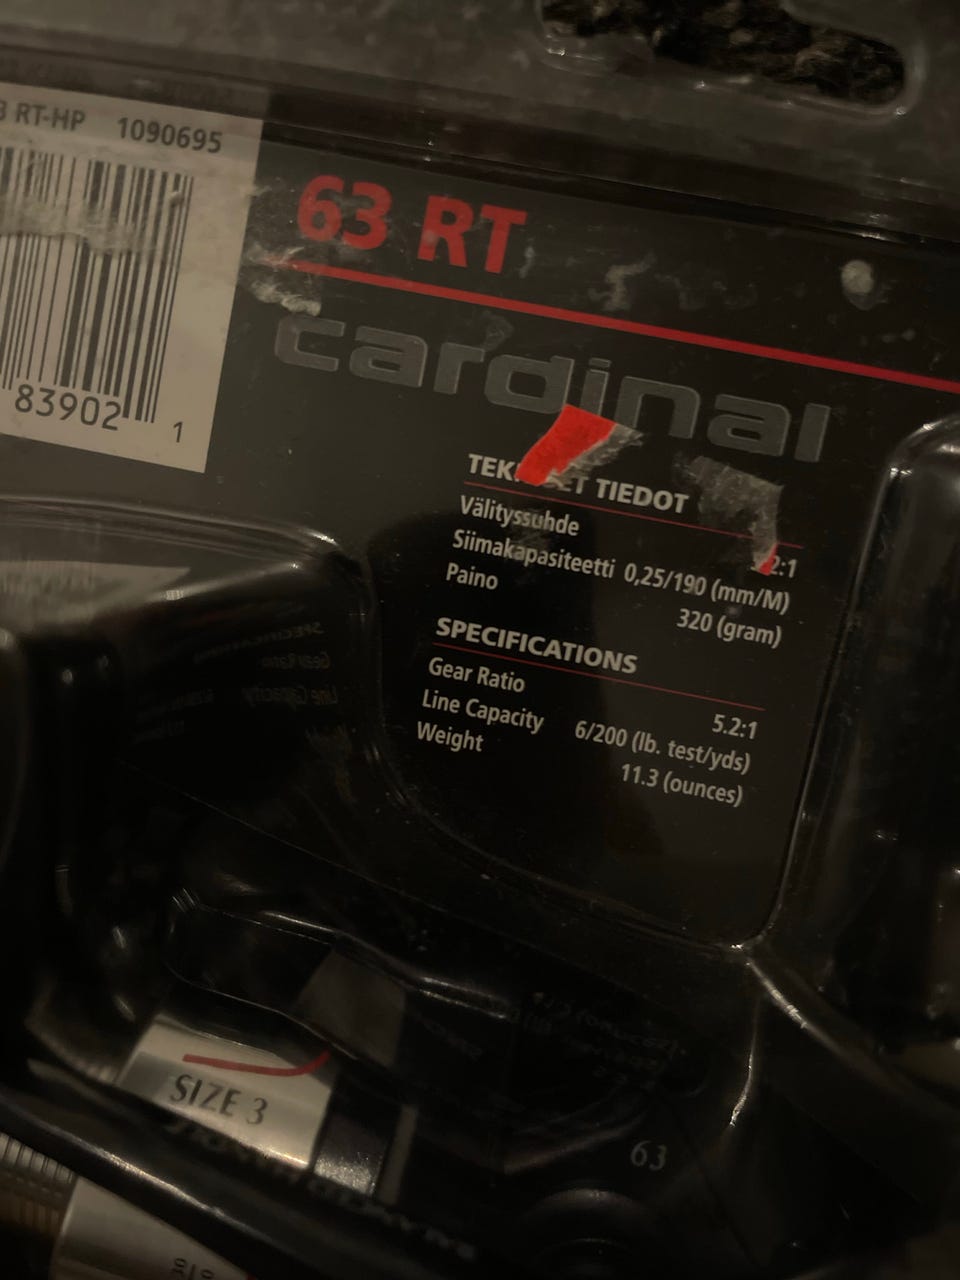 3 RT-HP 1090695
83902 1
63 RT
cardinal
TIEDOT
Välityssuhde 2:1
Siimakapasiteetti 0,25/190 (mm/M)
Paino 320 (gram)
SPECIFICATIONS
Gear Ratio 5.2:1
Line Capacity 6/200 (lb. test/yds)
Weight 11.3 (ounces)
SIZE 3
63